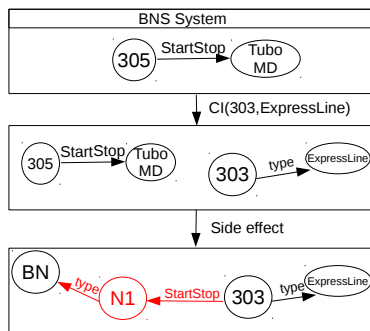 BNS System
305
StartStop
Tubo
MD
CI(303,ExpressLine)
305
StartStop
Tubo
MD
303
type
ExpressLine
Side effect
BN
type
N1
StartStop
303
type
ExpressLine